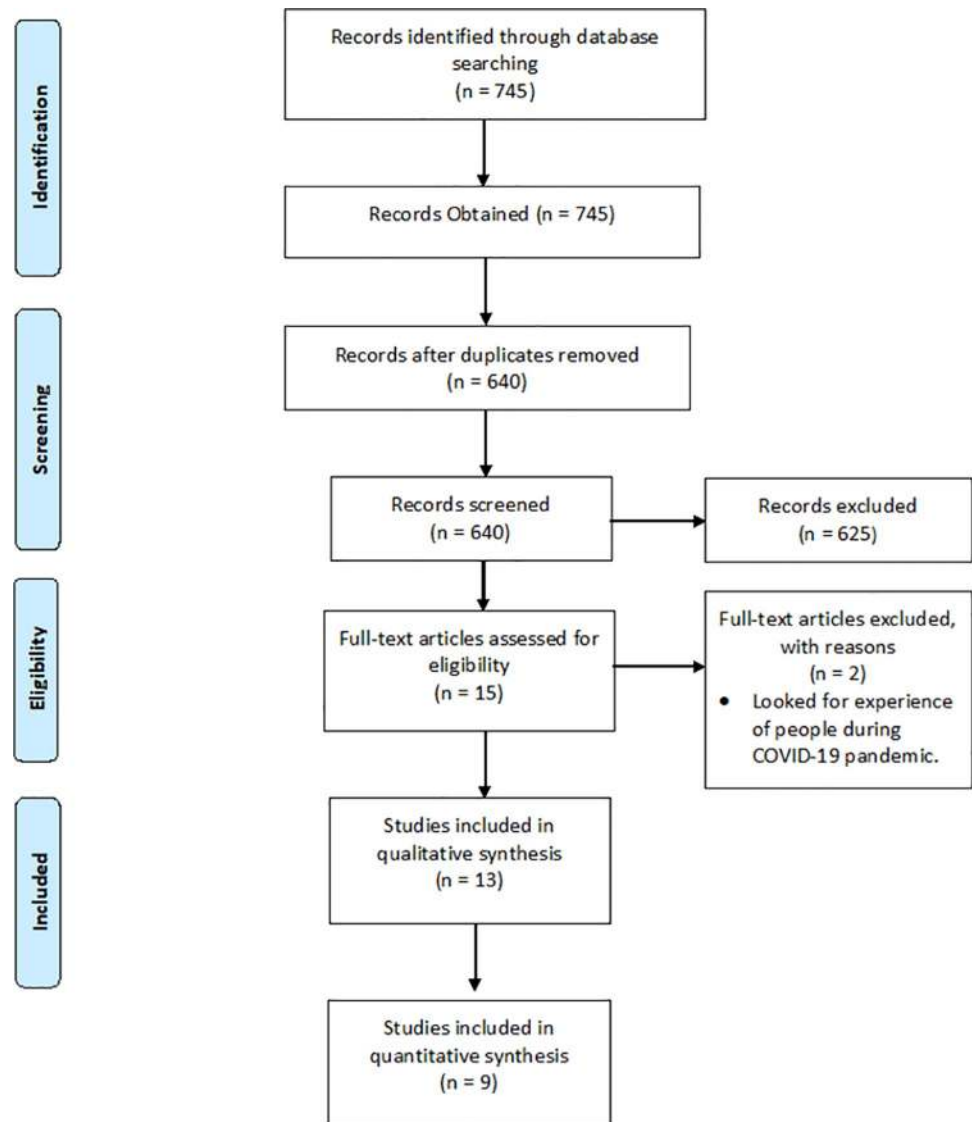 Identification
Records identified through database
searching
(n = 745)
Records Obtained (n = 745)
Screening
Records after duplicates removed
(n = 640)
Records screened
(n = 640)
Records excluded
(n = 625)
Eligibility
Full-text articles assessed for
eligibility
(n = 15)
Full-text articles excluded,
with reasons
(n = 2)
• Looked for experience
of people during
COVID-19 pandemic.
Included
Studies included in
qualitative synthesis
(n = 13)
Studies included in
quantitative synthesis
(n = 9)